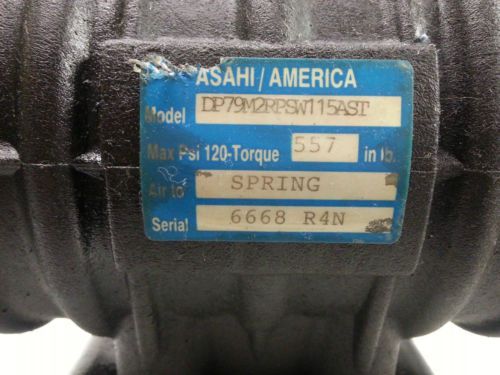 ASAHI/AMERICA
Model DP79M2RPSW115AST
Max Psi 120-Torque 557 in lb.
Air to SPRING
Serial 6668 R4N